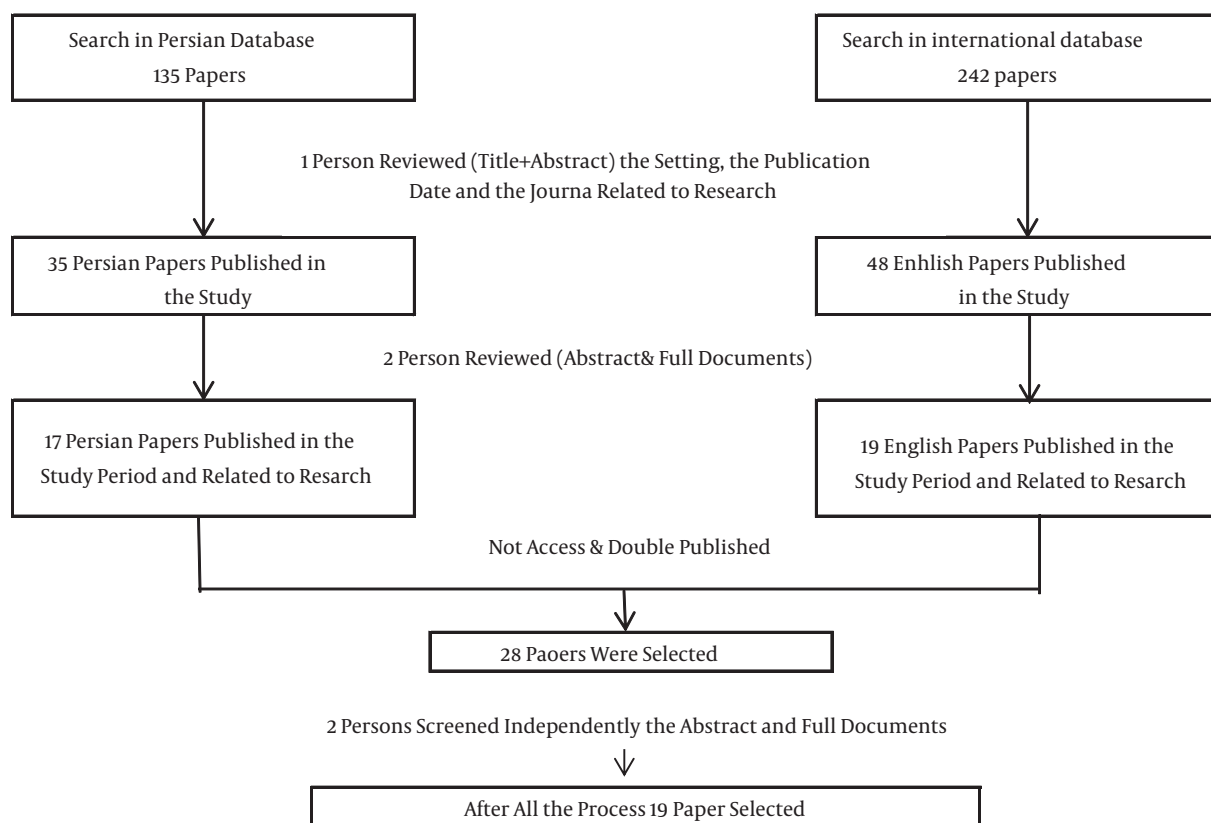 Search in Persian Database
135 Papers
Search in international database
242 papers
1 Person Reviewed (Title+Abstract) the Setting, the Publication
Date and the Journa Related to Research
35 Persian Papers Published in
the Study
48 Enhlish Papers Published
in the Study
2 Person Reviewed (Abstract& Full Documents)
17 Persian Papers Published in the
Study Period and Related to Resarch
19 English Papers Published in the
Study Period and Related to Resarch
Not Access & Double Published
28 Paoers Were Selected
2 Persons Screened Independently the Abstract and Full Documents
After All the Process 19 Paper Selected